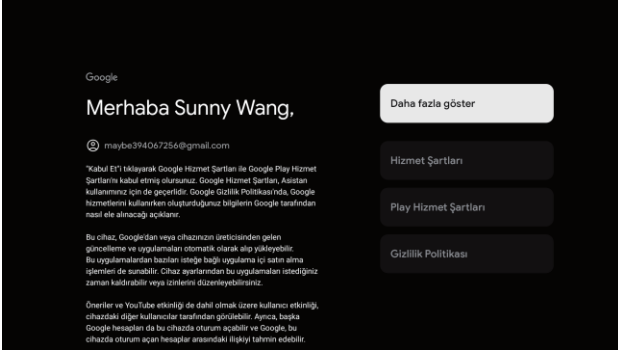 Google
Merhaba Sunny Wang,
maybe394067256@gmail.com
"Kabul Et"i tıklayarak Google Hizmet Şartları ile Google Play Hizmet
Şartları'nı kabul etmiş olursunuz. Google Hizmet Şartları, Asistan
kullanımınız için de geçerlidir. Google Gizlilik Politikası'nda, Google
hizmetlerini kullanırken oluşturduğunuz bilgilerin Google tarafından
nasıl ele alınacağı açıklanır.
Bu cihaz, Google'dan veya cihazınızın üreticisinden gelen
güncelleme ve uygulamaları otomatik olarak alıp yükleyebilir.
Bu uygulamalardan bazıları isteğe bağlı uygulama içi satın alma
işlemleri de sunabilir. Cihaz ayarlarından bu uygulamaları istediğiniz
zaman kaldırabilir veya izinlerini düzenleyebilirsiniz.
Öneriler ve YouTube etkinliği de dahil olmak üzere kullanıcı etkinliği,
cihazdaki diğer kullanıcılar tarafından görülebilir. Ayrıca, başka
Google hesapları da bu cihazda oturum açabilir ve Google, bu
cihazda oturum açan hesaplar arasındaki ilişkiyi tahmin edebilir.
Daha fazla göster
Hizmet Şartları
Play Hizmet Şartları
Gizlilik Politikası